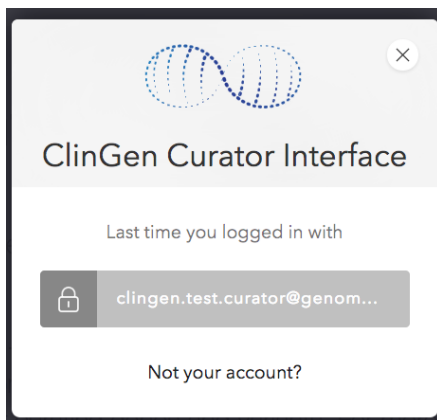 ClinGen Curator Interface
Last time you logged in with
clingen.test.curator@genom...
Not your account?